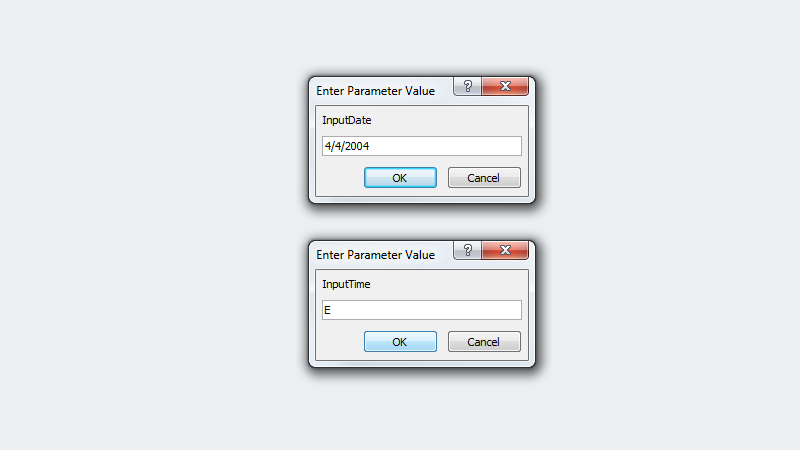 Enter Parameter Value
InputDate
4/4/2004
OK Cancel
Enter Parameter Value
InputTime
E
OK Cancel